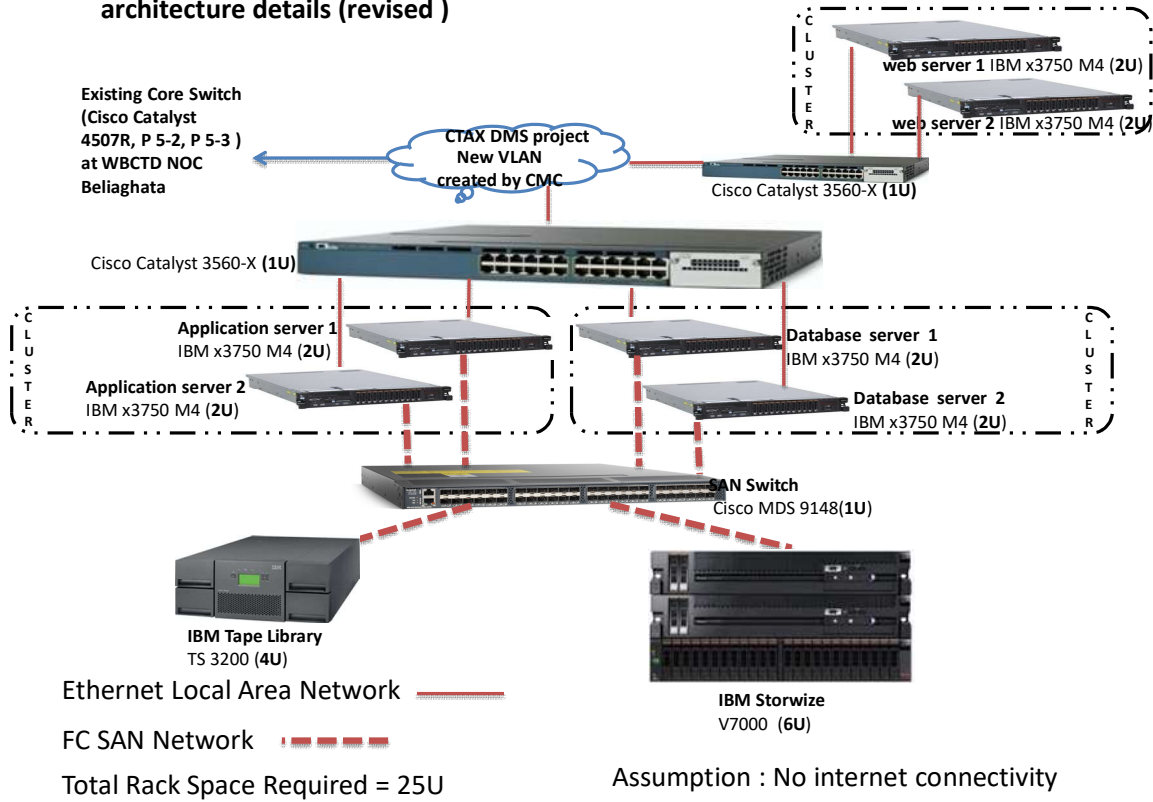 architecture details (revised )
CLUSTER
web server 1 IBM x3750 M4 (2U)
web server 2 IBM x3750 M4 (2U)
Existing Core Switch
(Cisco Catalyst
4507R, P 5-2, P 5-3 )
at WBCTD NOC
Beliaghata
CTAX DMS project
New VLAN
created by CMC
Cisco Catalyst 3560-X (1U)
Cisco Catalyst 3560-X (1U)
CLUSTER
Application server 1
IBM x3750 M4 (2U)
Application server 2
IBM x3750 M4 (2U)
Database server 1
IBM x3750 M4 (2U)
Database server 2
IBM x3750 M4 (2U)
CLUSTER
SAN Switch
Cisco MDS 9148(1U)
IBM Tape Library
TS 3200 (4U)
IBM Storwize
V7000 (6U)
Ethernet Local Area Network
FC SAN Network
Total Rack Space Required = 25U
Assumption : No internet connectivity